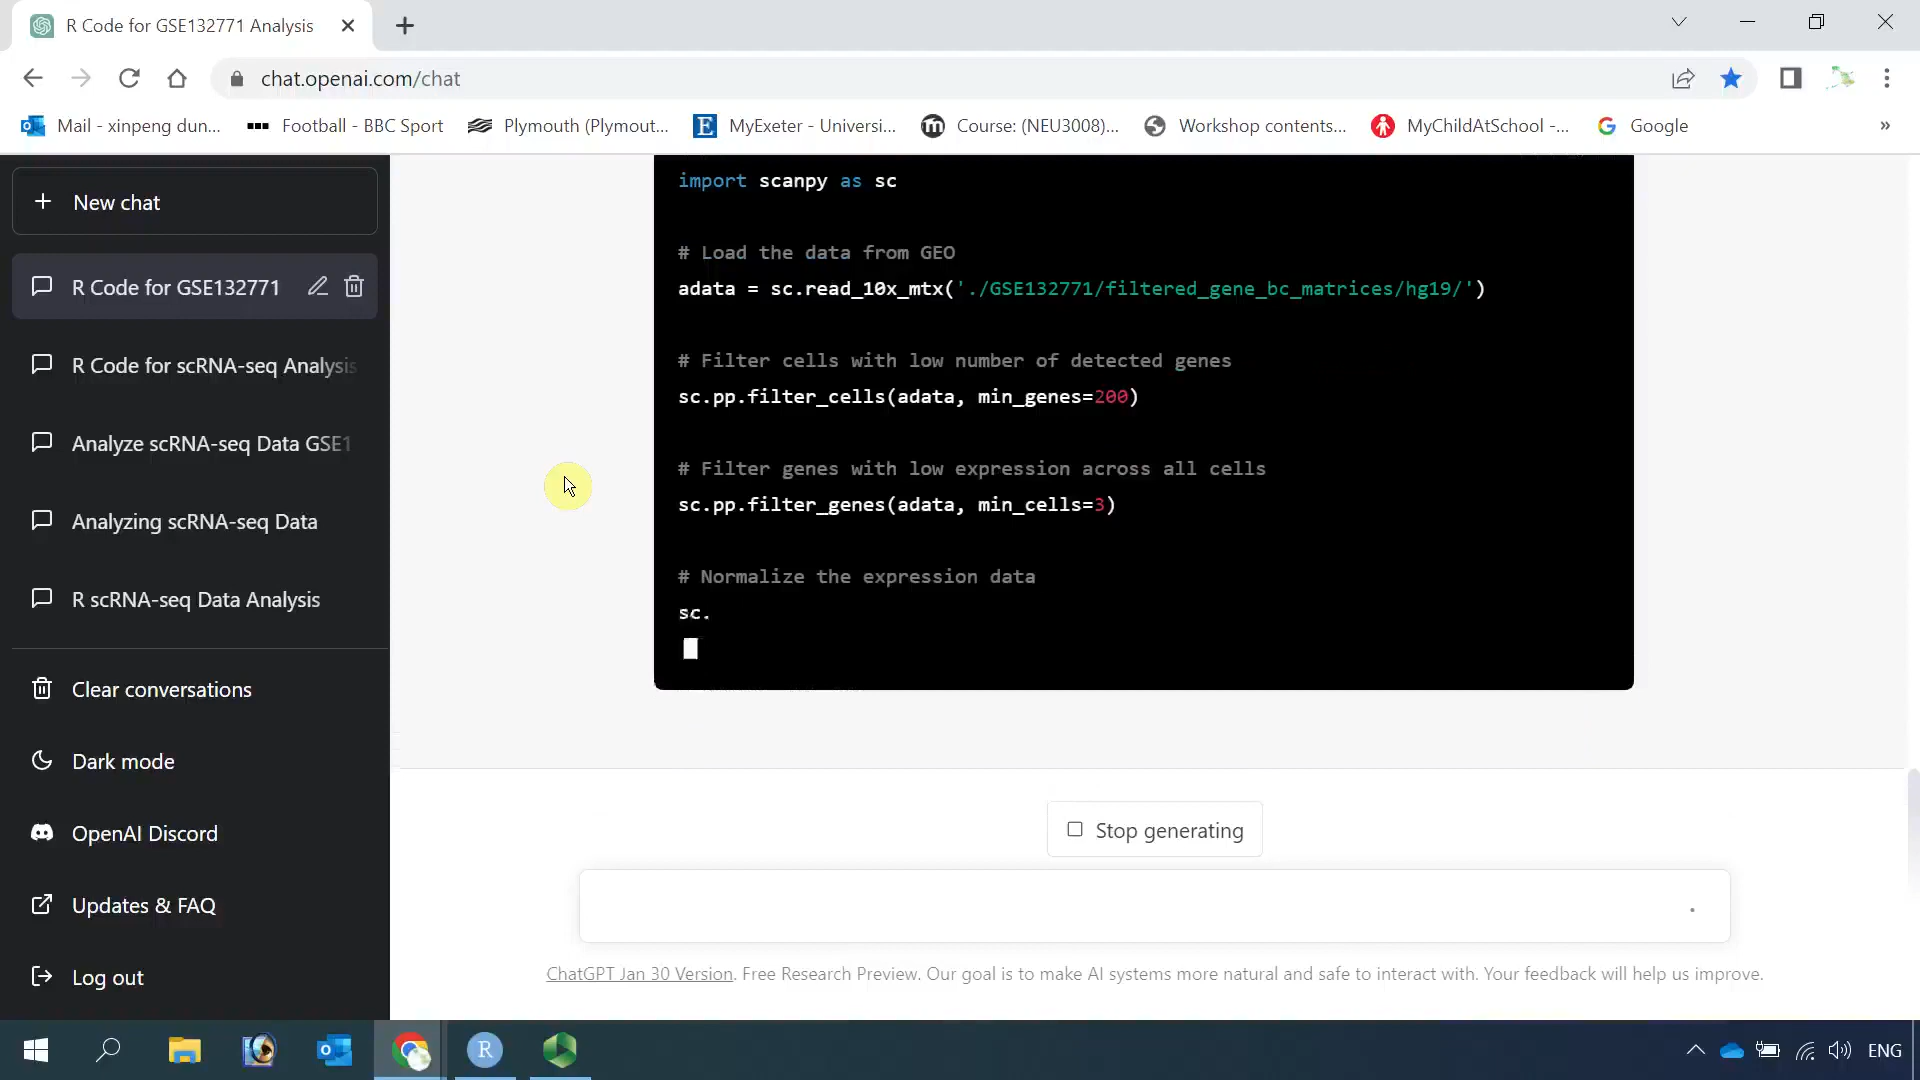 R Code for GSE132771 Analysis
chat.openai.com/chat
Mail - xinpeng dun...
Football - BBC Sport
Plymouth (Plymout...
MyExeter - Universi...
Course: (NEU3008)...
Workshop contents...
MyChildAtSchool -...
Google
»
New chat
R Code for GSE132771
R Code for scRNA-seq Analysis
Analyze scRNA-seq Data GSE1
Analyzing scRNA-seq Data
R scRNA-seq Data Analysis
Clear conversations
Dark mode
OpenAI Discord
Updates & FAQ
Log out
import scanpy as sc
# Load the data from GEO
adata = sc.read_10x_mtx('./GSE132771/filtered_gene_bc_matrices/hg19/')
# Filter cells with low number of detected genes
sc.pp.filter_cells(adata, min_genes=200)
# Filter genes with low expression across all cells
sc.pp.filter_genes(adata, min_cells=3)
# Normalize the expression data
sc.
Stop generating
ChatGPT Jan 30 Version. Free Research Preview. Our goal is to make AI systems more natural and safe to interact with. Your feedback will help us improve.
R
ENG